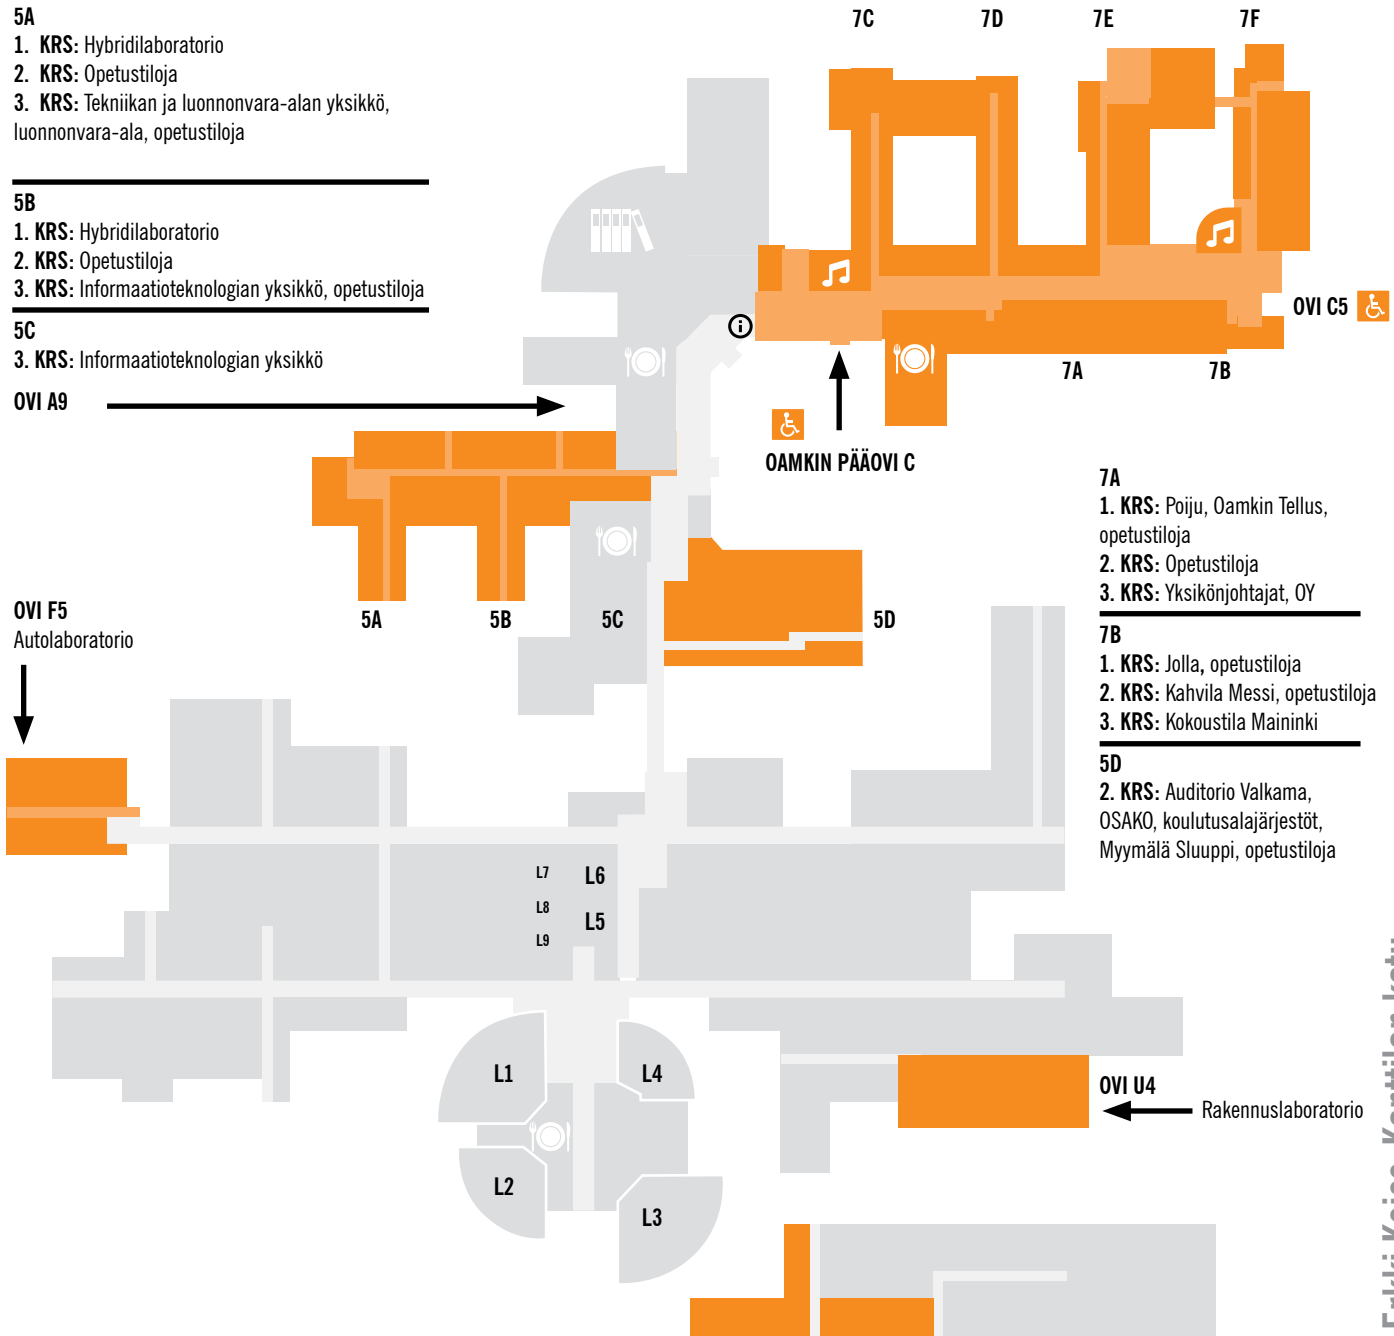 5A
1. KRS: Hybridilaboratorio
2. KRS: Opetustiloja
3. KRS: Tekniikan ja luonnonvara-alan yksikkö,
luonnonvara-ala, opetustiloja
5B
1. KRS: Hybridilaboratorio
2. KRS: Opetustiloja
3. KRS: Informaatioteknologian yksikkö, opetustiloja
5C
3. KRS: Informaatioteknologian yksikkö
OVI A9
7C
7D
7E
7F
OVI C5
7A
7B
OAMKIN PÄÄOVI C
7A
1. KRS: Poiju, Oamkin Tellus,
opetustiloja
2. KRS: Opetustiloja
3. KRS: Yksikönjohtajat, OY
7B
1. KRS: Jolla, opetustiloja
2. KRS: Kahvila Messi, opetustiloja
3. KRS: Kokoustila Maininki
5D
2. KRS: Auditorio Valkama,
OSAKO, koulutusalajärjestöt,
Myymälä Sluuppi, opetustiloja
5A
5B
5C
5D
OVI F5
Autolaboratorio
L7
L6
L8
L5
L9
L1
L4
L2
L3
OVI U4
Rakennuslaboratorio